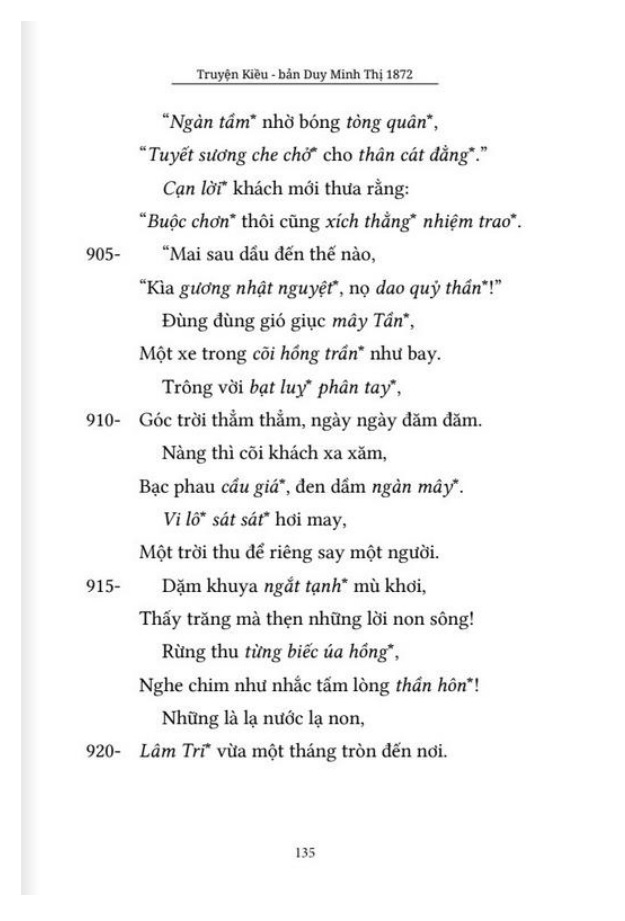 Truyện Kiều - bản Duy Minh Thị 1872
“Ngàn tầm* nhờ bóng tòng quân*,
“Tuyết sương che chở* cho thân cát đằng*.”
Cạn lời* khách mới thưa rằng:
“Buộc chơn* thôi cũng xích thằng* nhiệm trao*.
905- “Mai sau dầu đến thế nào,
“Kìa gương nhật nguyệt*, nọ dao quỷ thần*!”
Đùng đùng gió giục mây Tần*,
Một xe trong cõi hồng trần* như bay.
Trông vời bạt luỵ* phân tay*,
910- Góc trời thẳm thẳm, ngày ngày đăm đăm.
Nàng thì cõi khách xa xăm,
Bạc phau cầu giá*, đen dầm ngàn mây*.
Vi lô* sát sát* hơi may,
Một trời thu để riêng say một người.
915- Dặm khuya ngắt tạnh* mù khơi,
Thấy trăng mà thẹn những lời non sông!
Rừng thu từng biếc úa hồng*,
Nghe chim như nhắc tấm lòng thần hôn*!
Những là lạ nước lạ non,
920- Lâm Tri* vừa một tháng tròn đến nơi.
135